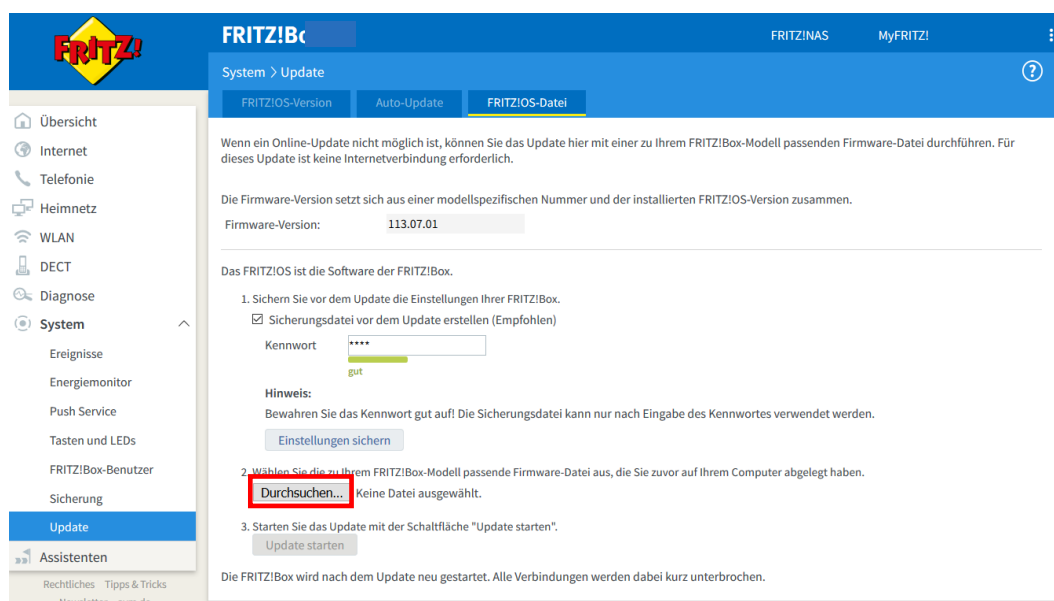 FRITZ!
FRITZ!Bo
FRITZ!NAS
MyFRITZ!
System > Update
FRITZ!OS-Version
Auto-Update
FRITZ!OS-Datei
Übersicht
Internet
Telefonie
Heimnetz
WLAN
DECT
Diagnose
System
Ereignisse
Energiemonitor
Push Service
Tasten und LEDs
FRITZ!Box-Benutzer
Sicherung
Update
Assistenten
Rechtliches Tipps & Tricks
Wenn ein Online-Update nicht möglich ist, können Sie das Update hier mit einer zu Ihrem FRITZ!Box-Modell passenden Firmware-Datei durchführen. Für
dieses Update ist keine Internetverbindung erforderlich.
Die Firmware-Version setzt sich aus einer modellspezifischen Nummer und der installierten FRITZ!OS-Version zusammen.
Firmware-Version: 113.07.01
Das FRITZ!OS ist die Software der FRITZ!Box.
1. Sichern Sie vor dem Update die Einstellungen Ihrer FRITZ!Box.
Sicherungsdatei vor dem Update erstellen (Empfohlen)
Kennwort ****
gut
Hinweis:
Bewahren Sie das Kennwort gut auf! Die Sicherungsdatei kann nur nach Eingabe des Kennwortes verwendet werden.
Einstellungen sichern
2. Wählen Sie die zu Ihrem FRITZ!Box-Modell passende Firmware-Datei aus, die Sie zuvor auf Ihrem Computer abgelegt haben.
Durchsuchen... Keine Datei ausgewählt.
3. Starten Sie das Update mit der Schaltfläche "Update starten".
Update starten
Die FRITZ!Box wird nach dem Update neu gestartet. Alle Verbindungen werden dabei kurz unterbrochen.